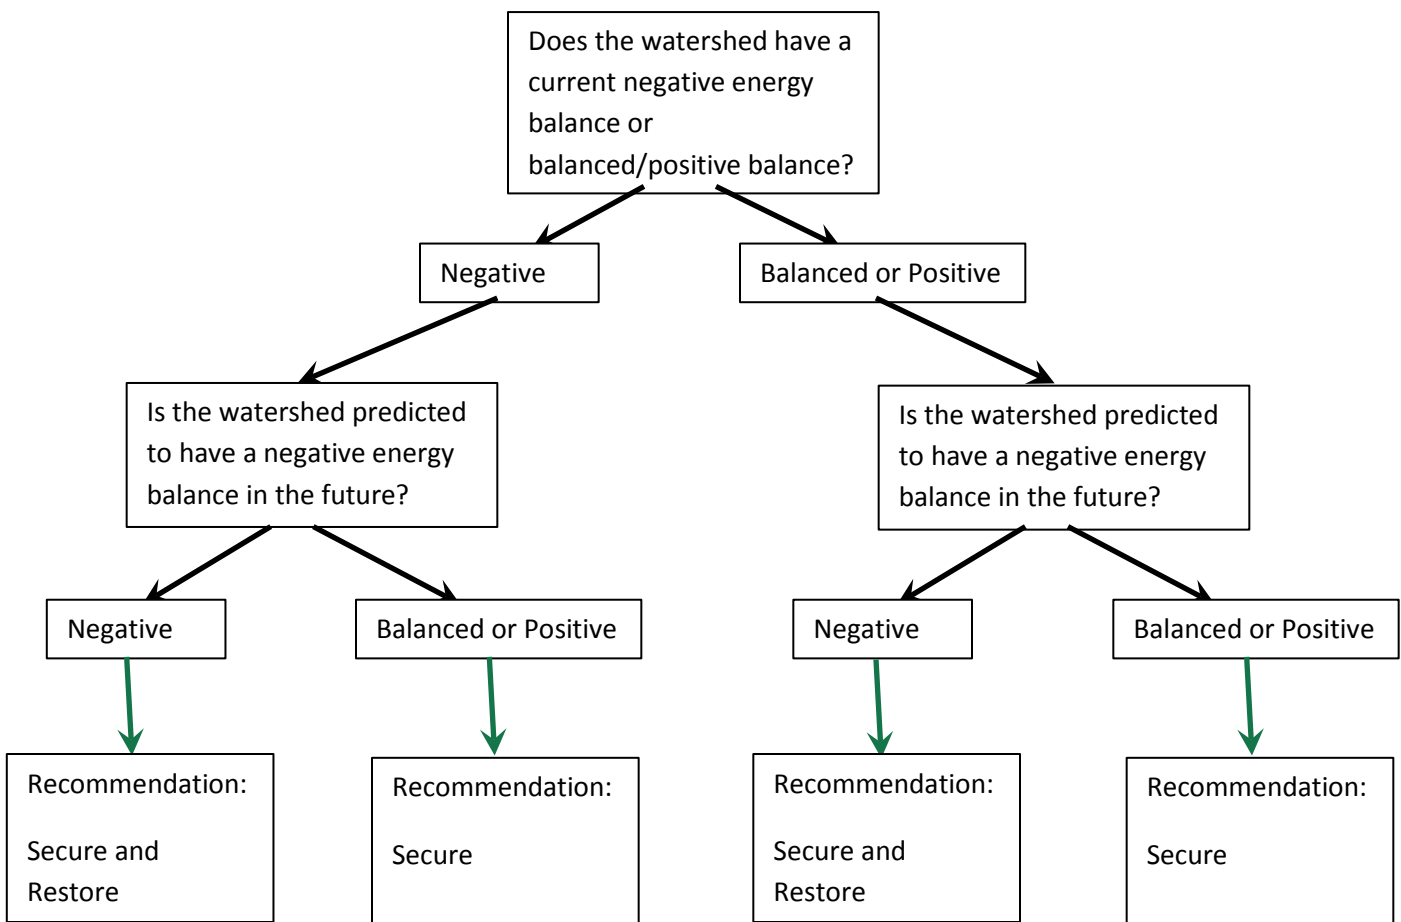 Does the watershed have a
current negative energy
balance or
balanced/positive balance?
Negative
Balanced or Positive
Is the watershed predicted
to have a negative energy
balance in the future?
Is the watershed predicted
to have a negative energy
balance in the future?
Negative
Balanced or Positive
Negative
Balanced or Positive
Recommendation:
Secure and
Restore
Recommendation:
Secure
Recommendation:
Secure and
Restore
Recommendation:
Secure